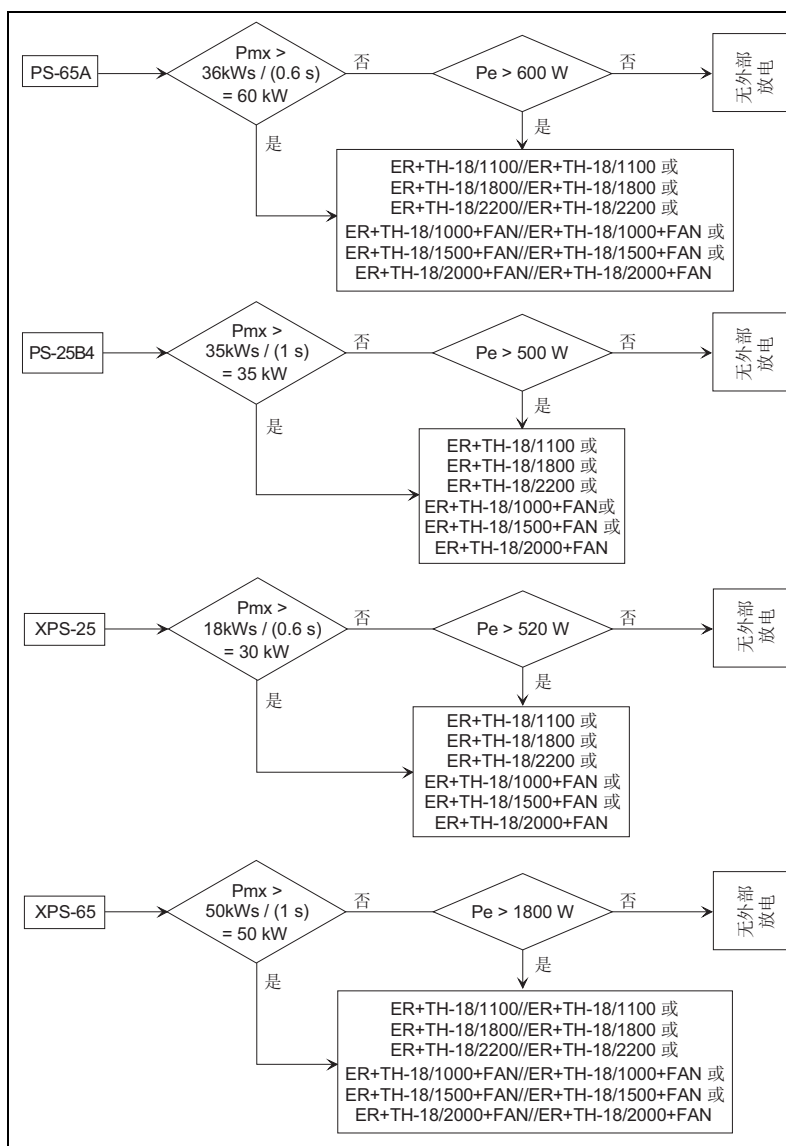 PS-65A
Pmx >
36kWs / (0.6 s)
= 60 kW
否
Pe > 600 W
否
无外部
放电
是
是
ER+TH-18/1100//ER+TH-18/1100 或
ER+TH-18/1800//ER+TH-18/1800 或
ER+TH-18/2200//ER+TH-18/2200 或
ER+TH-18/1000+FAN//ER+TH-18/1000+FAN 或
ER+TH-18/1500+FAN//ER+TH-18/1500+FAN 或
ER+TH-18/2000+FAN//ER+TH-18/2000+FAN
PS-25B4
Pmx >
35kWs / (1 s)
= 35 kW
否
Pe > 500 W
否
无外部
放电
是
是
ER+TH-18/1100 或
ER+TH-18/1800 或
ER+TH-18/2200 或
ER+TH-18/1000+FAN或
ER+TH-18/1500+FAN 或
ER+TH-18/2000+FAN
XPS-25
Pmx >
18kWs / (0.6 s)
= 30 kW
否
Pe > 520 W
否
无外部
放电
是
是
ER+TH-18/1100 或
ER+TH-18/1800 或
ER+TH-18/2200 或
ER+TH-18/1000+FAN 或
ER+TH-18/1500+FAN 或
ER+TH-18/2000+FAN
XPS-65
Pmx >
50kWs / (1 s)
= 50 kW
否
Pe > 1800 W
否
无外部
放电
是
是
ER+TH-18/1100//ER+TH-18/1100 或
ER+TH-18/1800//ER+TH-18/1800 或
ER+TH-18/2200//ER+TH-18/2200 或
ER+TH-18/1000+FAN//ER+TH-18/1000+FAN 或
ER+TH-18/1500+FAN//ER+TH-18/1500+FAN 或
ER+TH-18/2000+FAN//ER+TH-18/2000+FAN